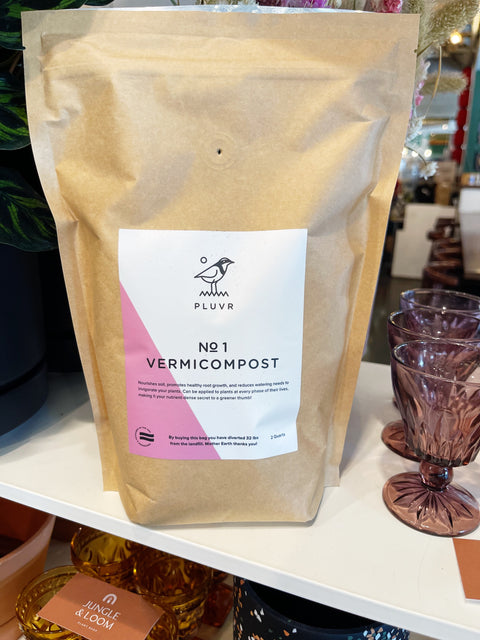 PLUVR
No 1
VERMICOMPOST
Nourishes soil, promotes healthy root growth, and reduces watering needs to
invigorate your plants. Can be applied to plants at every phase of their lives,
making it your nutrient-dense secret to a greener thumb!
By buying this bag you have diverted 32 lbs
from the landfill. Mother Earth thanks you!
2 Quarts
JUNGLE
& LOOM